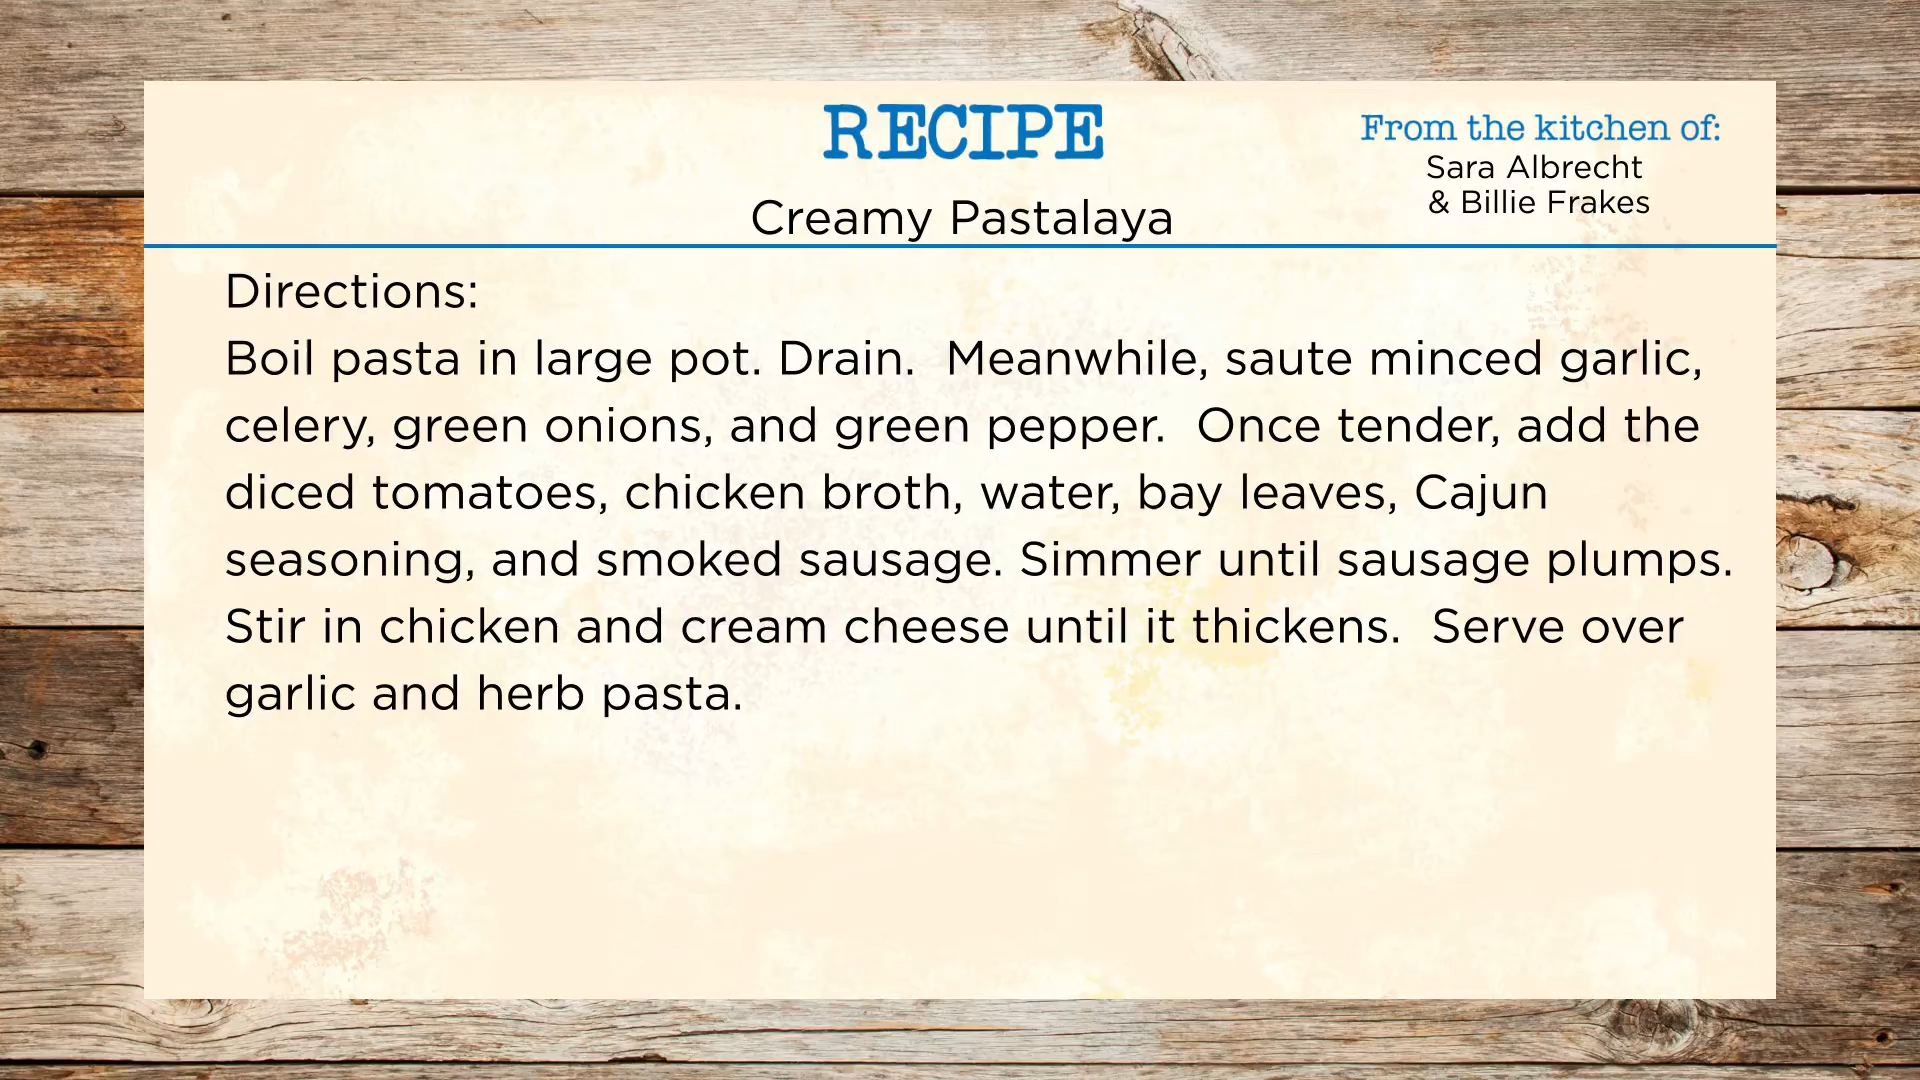 RECIPE
From the kitchen of:
Sara Albrecht
& Billie Frakes
Creamy Pastalaya
Directions:
Boil pasta in large pot. Drain.  Meanwhile, saute minced garlic,
celery, green onions, and green pepper.  Once tender, add the
diced tomatoes, chicken broth, water, bay leaves, Cajun
seasoning, and smoked sausage. Simmer until sausage plumps.
Stir in chicken and cream cheese until it thickens.  Serve over
garlic and herb pasta.